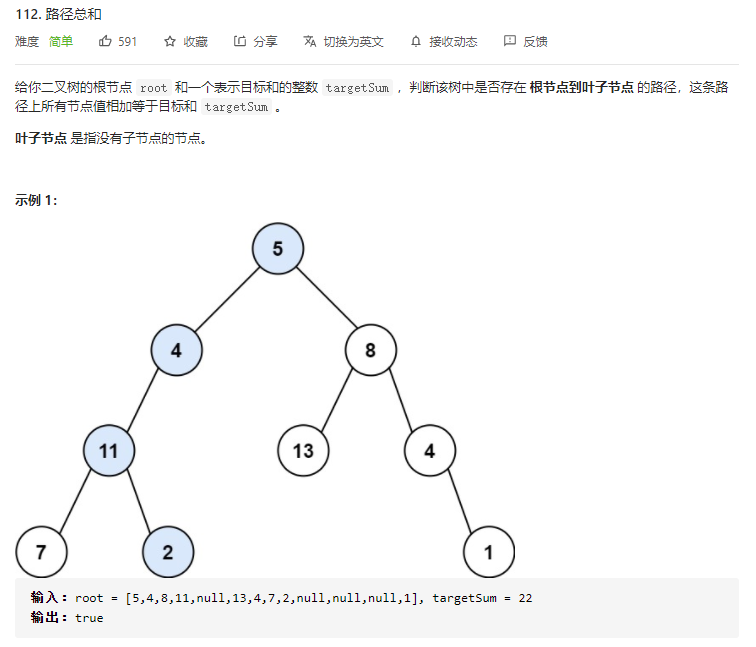 112. 路径总和
难度 简单 591 收藏 分享 切换为英文 接收动态 反馈
给你二叉树的根节点 root 和一个表示目标和的整数 targetSum ，判断该树中是否存在 根节点到叶子节点 的路径，这条路
径上所有节点值相加等于目标和 targetSum 。
叶子节点 是指没有子节点的节点。
示例 1：
5
4 8
11 13 4
7 2 1
输入：root = [5,4,8,11,null,13,4,7,2,null,null,null,1], targetSum = 22
输出：true